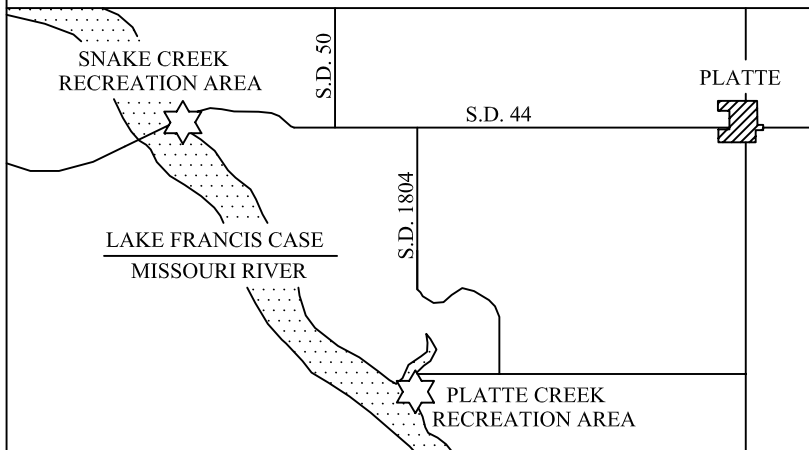 SNAKE CREEK
RECREATION AREA
S.D. 50
PLATTE
S.D. 44
S.D. 1804
LAKE FRANCIS CASE
MISSOURI RIVER
PLATTE CREEK
RECREATION AREA